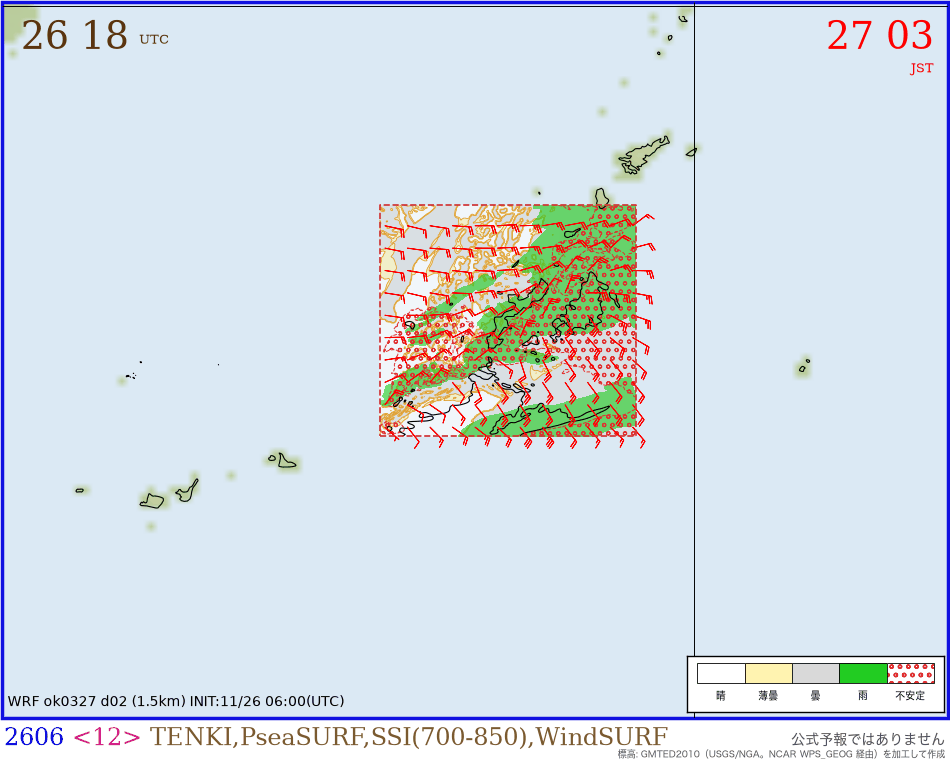 26 18 UTC
27 03
JST
晴 薄曇 曇 雨 不安定
WRF ok0327 d02 (1.5km) INIT:11/26 06:00(UTC)
2606 <12> TENKI,PseaSURF,SSI(700-850),WindSURF
公式予報ではありません
標高: GMTED2010（USGS/NGA。NCAR WPS_GEOG 経由）を加工して作成